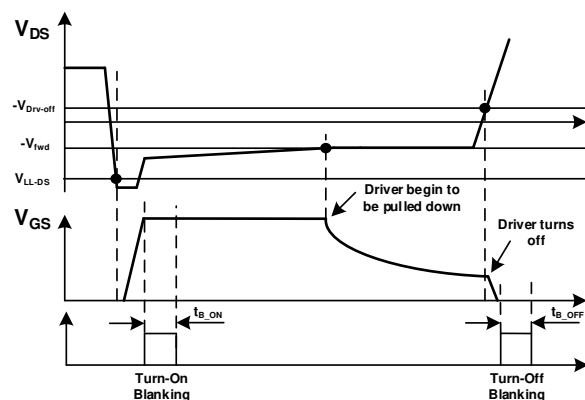 VDS
-VDrv-off
-Vfwd
VLL-DS
Driver begin to
be pulled down
VGS
Driver turns
off
tB_ON
tB_OFF
Turn-On
Blanking
Turn-Off
Blanking